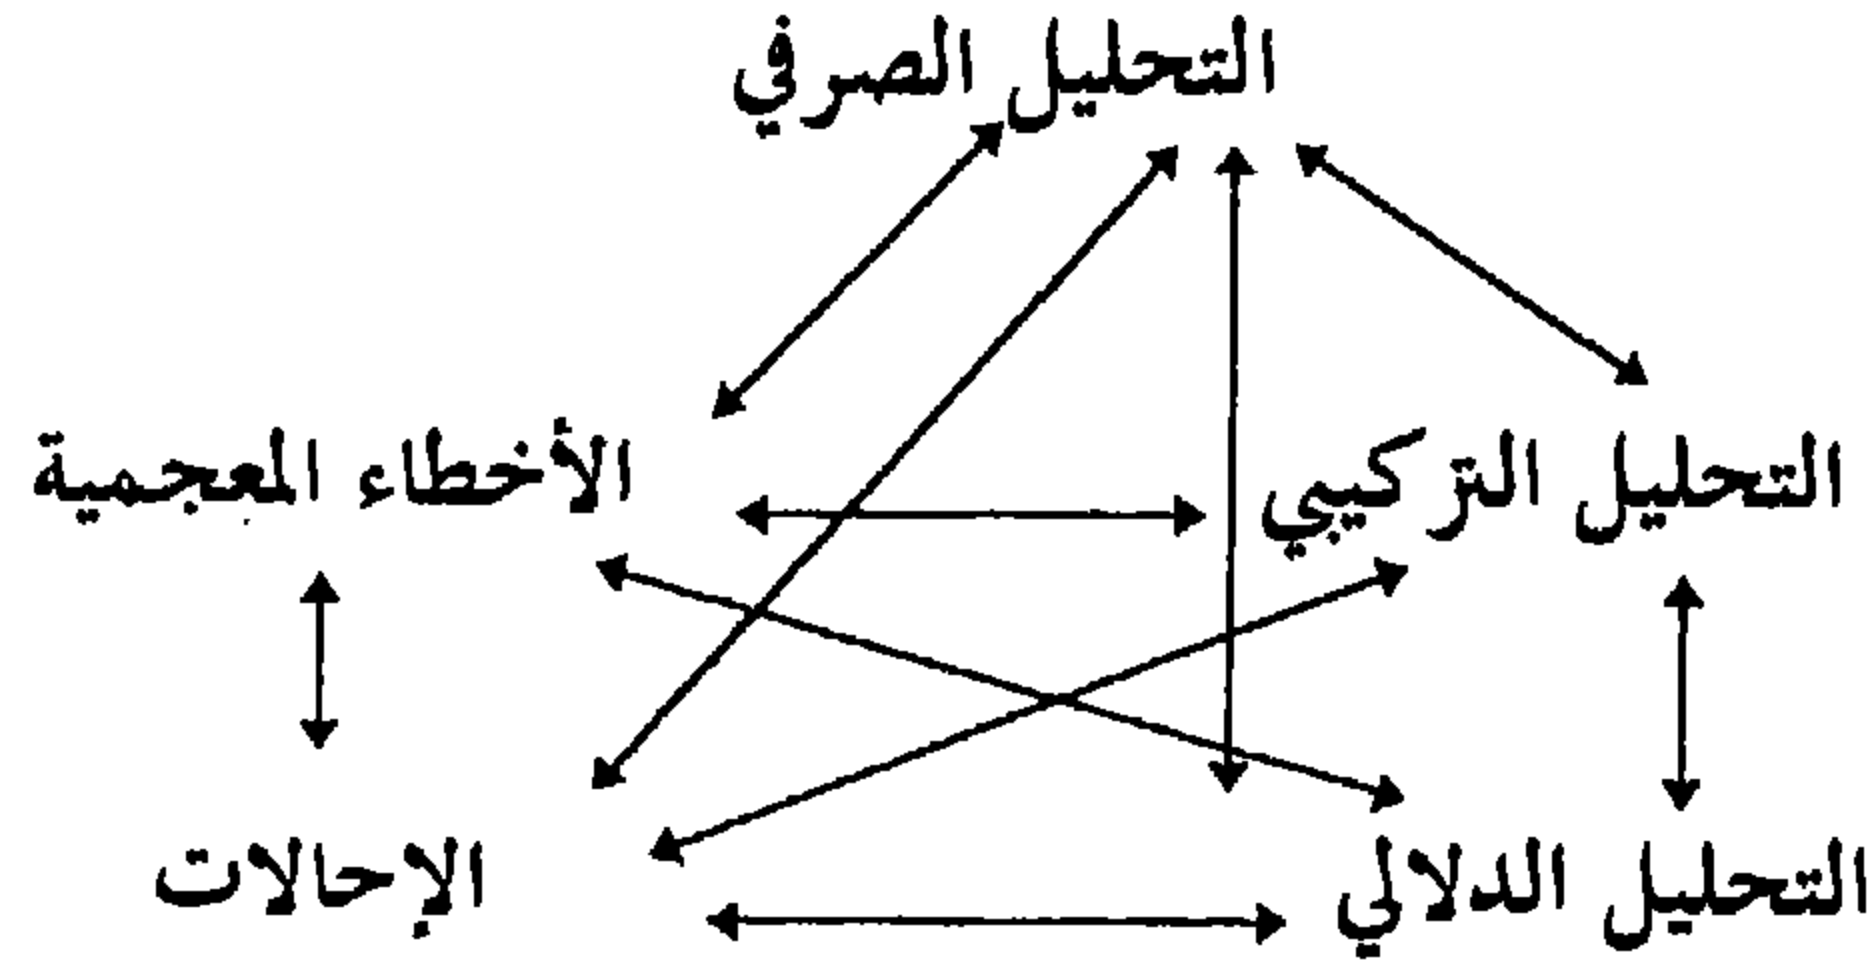 التحليل الصرفي
التحليل التركيبي
الأخطاء المعجمية
التحليل الدلالي
الإحالات